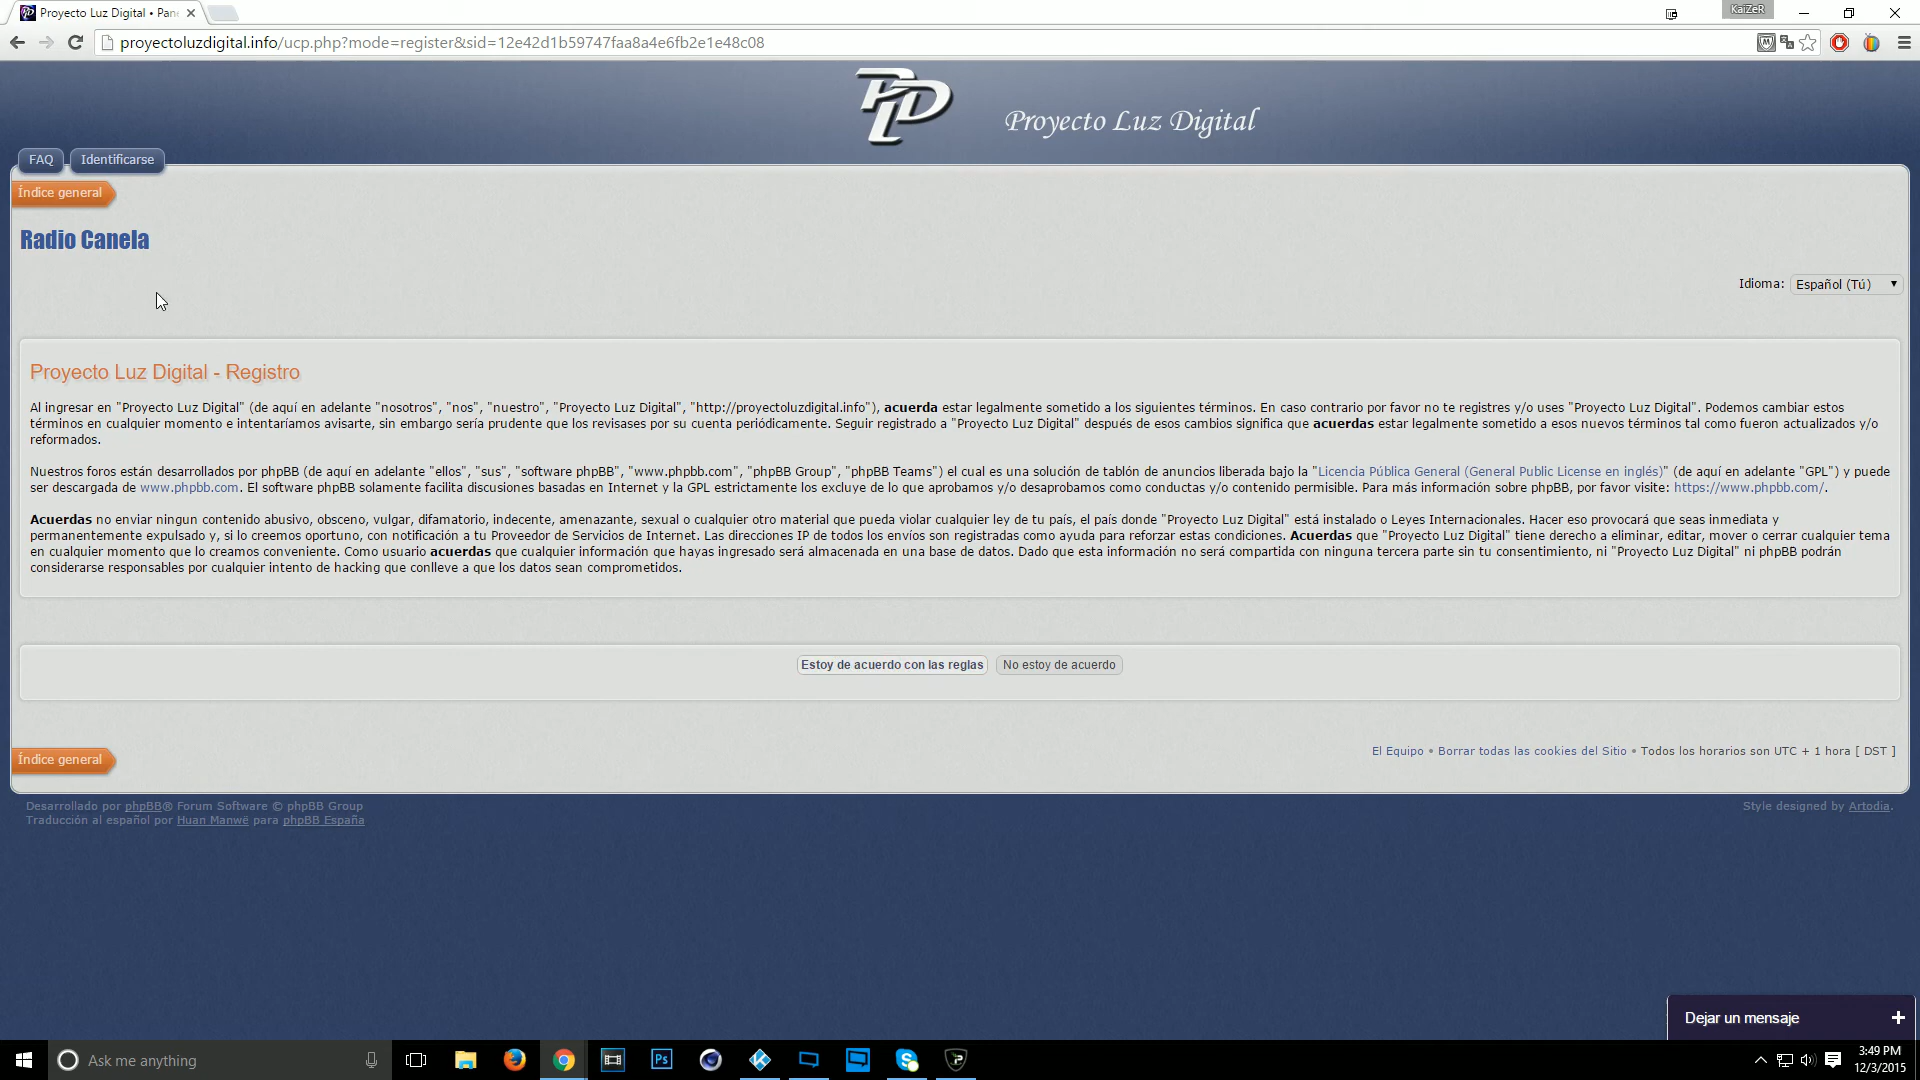 Proyecto Luz Digital • Pan
KaiZeR
proyectoluzdigital.info/ucp.php?mode=register&sid=12e42d1b59747faa8a4e6fb2e1e48c08
PLD
Proyecto Luz Digital
FAQ
Identificarse
Índice general
Radio Canela
Idioma: Español (Tú)
Proyecto Luz Digital - Registro
Al ingresar en "Proyecto Luz Digital" (de aquí en adelante "nosotros", "nos", "nuestro", "Proyecto Luz Digital", "http://proyectoluzdigital.info"), acuerda estar legalmente sometido a los siguientes términos. En caso contrario por favor no te registres y/o uses "Proyecto Luz Digital". Podemos cambiar estos
términos en cualquier momento e intentaríamos avisarte, sin embargo sería prudente que los revisases por su cuenta periódicamente. Seguir registrado a "Proyecto Luz Digital" después de esos cambios significa que acuerdas estar legalmente sometido a esos nuevos términos tal como fueron actualizados y/o
reformados.
Nuestros foros están desarrollados por phpBB (de aquí en adelante "ellos", "sus", "software phpBB", "www.phpbb.com", "phpBB Group", "phpBB Teams") el cual es una solución de tablón de anuncios liberada bajo la "Licencia Pública General (General Public License en inglés)" (de aquí en adelante "GPL") y puede
ser descargada de www.phpbb.com. El software phpBB solamente facilita discusiones basadas en Internet y la GPL estrictamente los excluye de lo que aprobamos y/o desaprobamos como conductas y/o contenido permisible. Para más información sobre phpBB, por favor visite: https://www.phpbb.com/.
Acuerdas no enviar ningun contenido abusivo, obsceno, vulgar, difamatorio, indecente, amenazante, sexual o cualquier otro material que pueda violar cualquier ley de tu país, el país donde "Proyecto Luz Digital" está instalado o Leyes Internacionales. Hacer eso provocará que seas inmediata y
permanentemente expulsado y, si lo creemos oportuno, con notificación a tu Proveedor de Servicios de Internet. Las direcciones IP de todos los envíos son registradas como ayuda para reforzar estas condiciones. Acuerdas que "Proyecto Luz Digital" tiene derecho a eliminar, editar, mover o cerrar cualquier tema
en cualquier momento que lo creamos conveniente. Como usuario acuerdas que cualquier información que hayas ingresado será almacenada en una base de datos. Dado que esta información no será compartida con ninguna tercera parte sin tu consentimiento, ni "Proyecto Luz Digital" ni phpBB podrán
considerarse responsables por cualquier intento de hacking que conlleve a que los datos sean comprometidos.
Estoy de acuerdo con las reglas
No estoy de acuerdo
Índice general
El Equipo • Borrar todas las cookies del Sitio • Todos los horarios son UTC + 1 hora [ DST ]
Desarrollado por phpBB® Forum Software © phpBB Group
Style designed by Artodia.
Traducción al español por Huan Manwë para phpBB España
Dejar un mensaje
Ask me anything
Ps
3:49 PM
12/3/2015